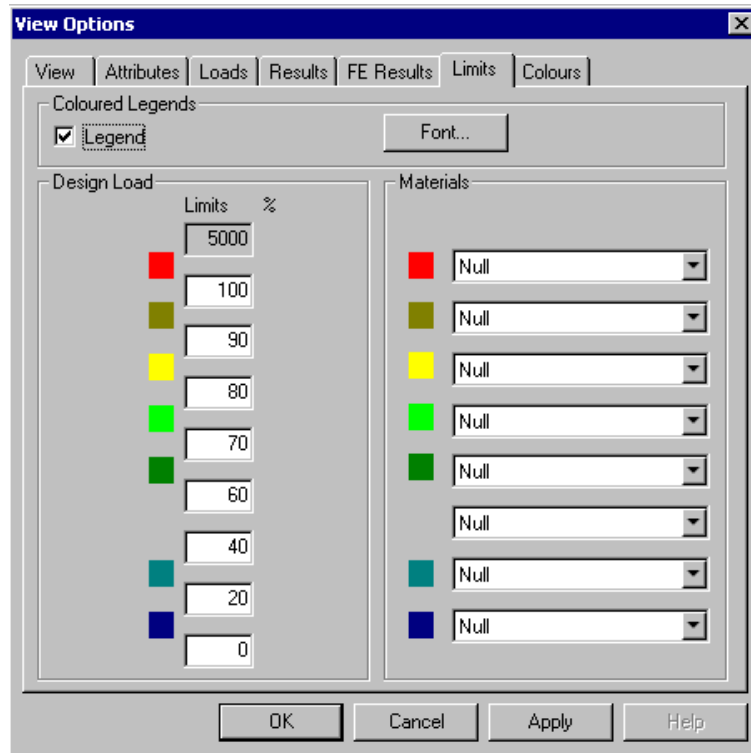 View Options
View Attributes Loads Results FE Results Limits Colours
Coloured Legends
Legend
Font...
Design Load
Limits %
5000
100
90
80
70
60
40
20
0
Materials
Null
Null
Null
Null
Null
Null
Null
Null
OK Cancel Apply Help